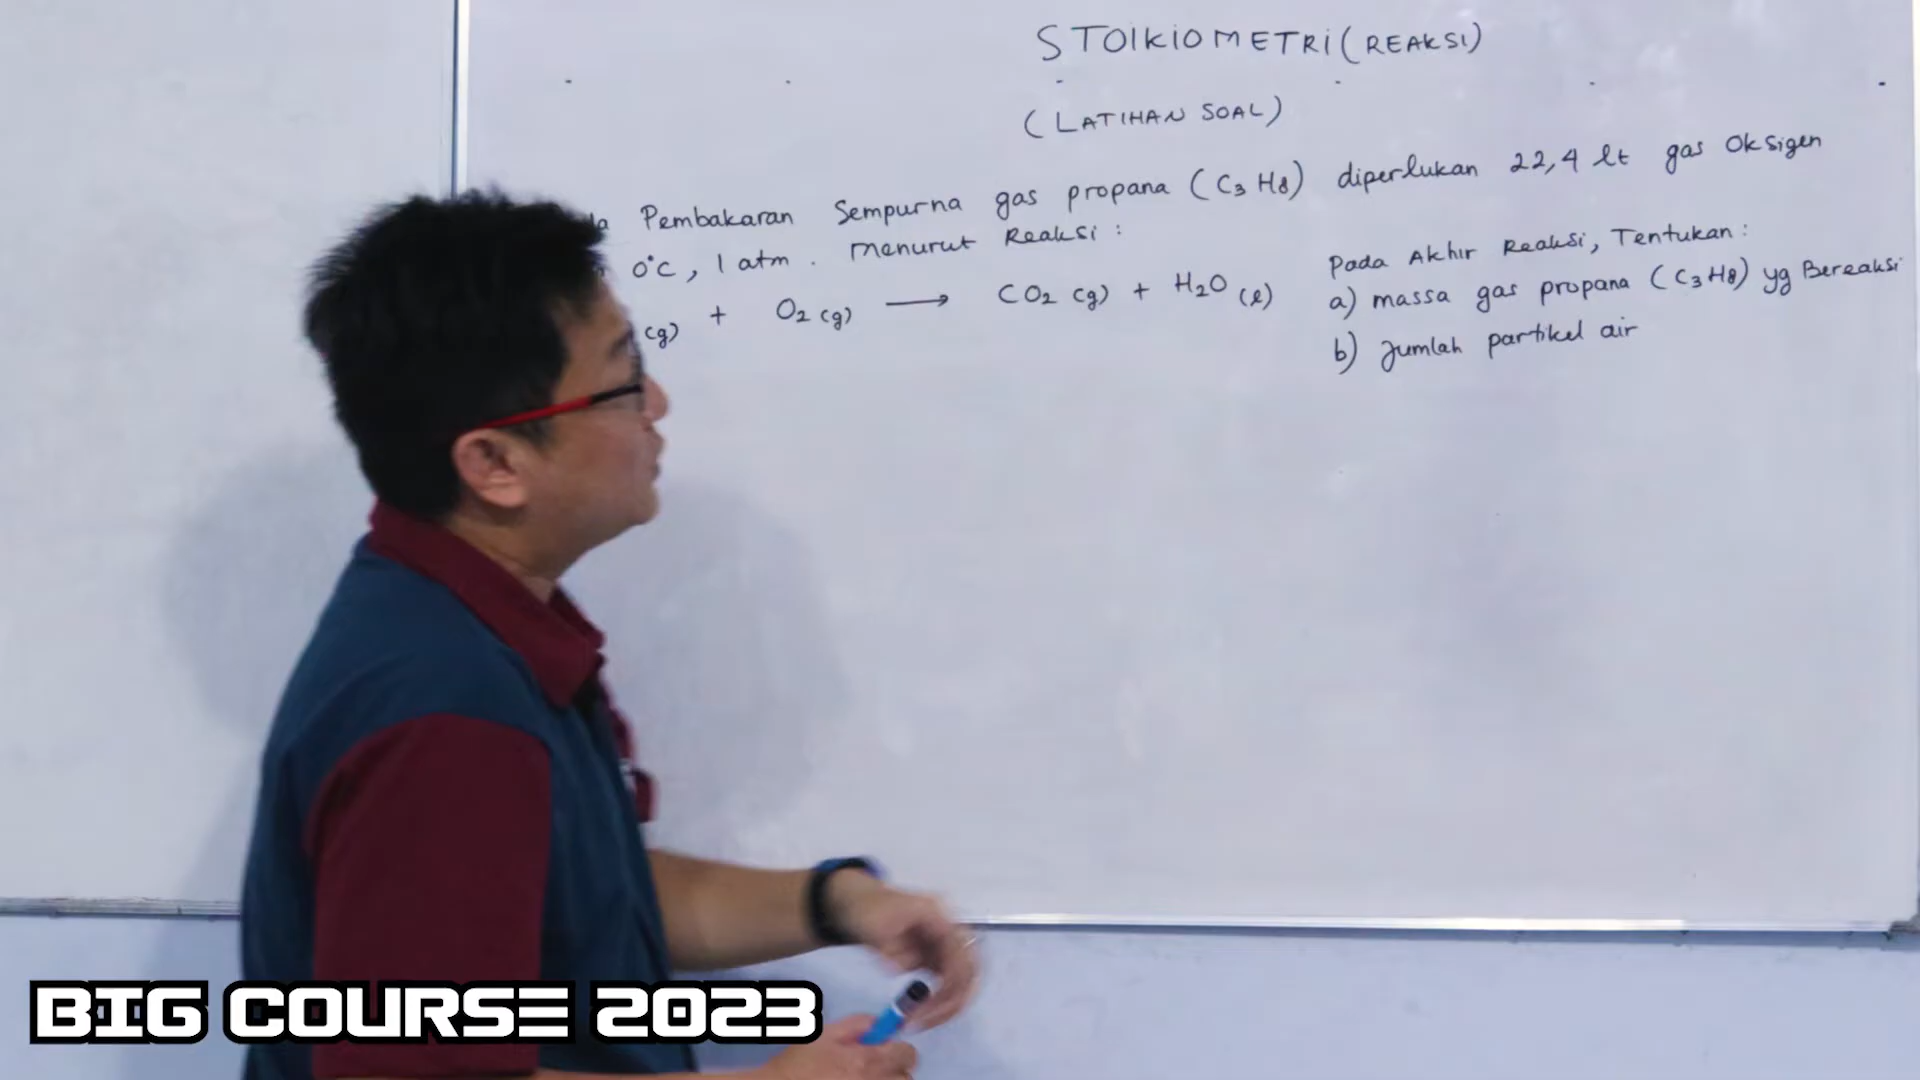 STOIKIOMETRI (REAKSI)
(LATIHAN SOAL)
Pembakaran Sempurna gas propana (C3H8) diperlukan 22,4 lt gas Oksigen
0°C, 1 atm. Menurut Reaksi:
(g) + O2 (g) ⟶ CO2 (g) + H2O (l)
Pada Akhir Reaksi, Tentukan:
a) massa gas propana (C3H8) yg Bereaksi
b) Jumlah partikel air
BIG COURSE 2023